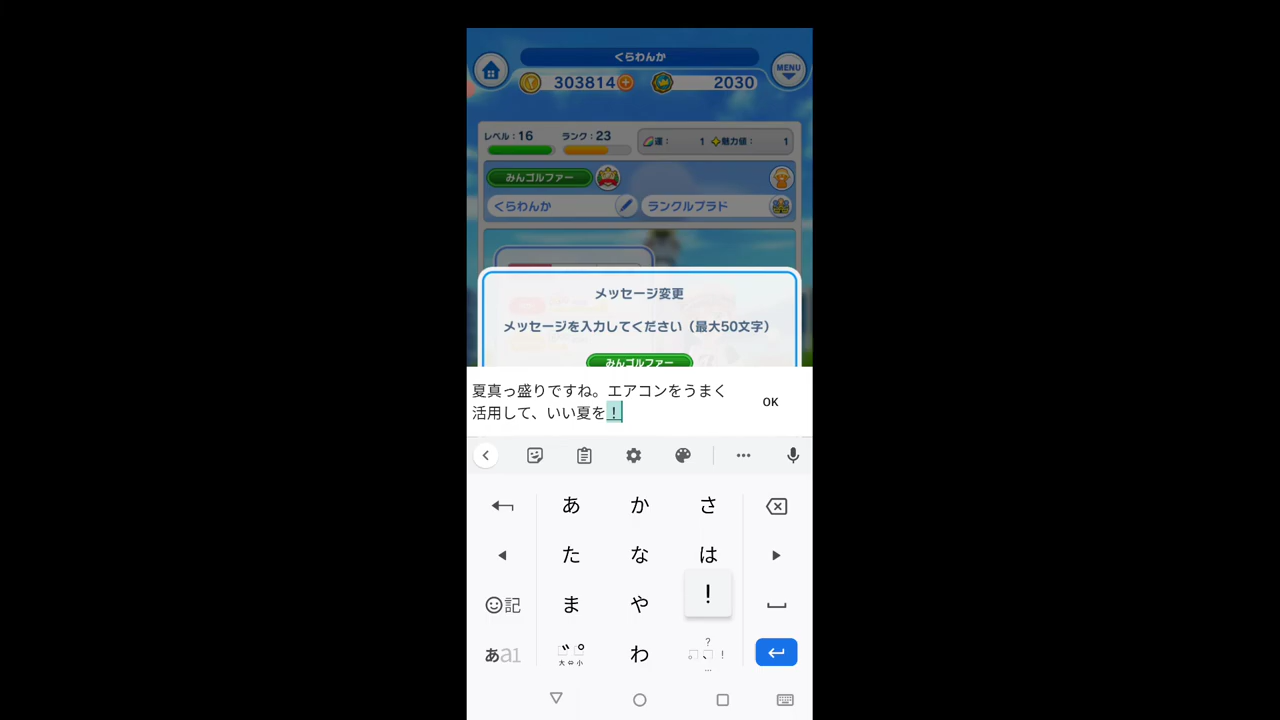 くらわんか
MENU
303814
2030
レベル：16
ランク：23
運：
1
魅力値：
1
みんゴルファー
くらわんか
ランクルプラド
メッセージ変更
メッセージを入力してください（最大50文字）
みんゴルファー
夏真っ盛りですね。エアコンをうまく
活用して、いい夏を！
OK
あ
か
さ
た
な
は
記
ま
や
！
あa1
大⇔小
わ
。、？！…